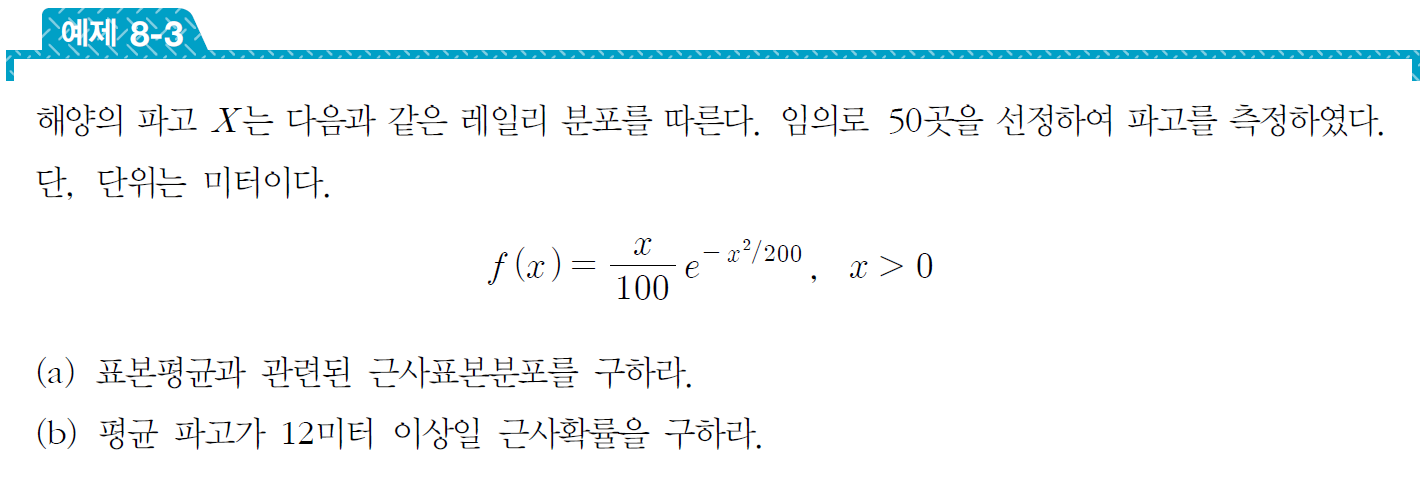 예제 8-3
해양의 파고 X는 다음과 같은 레일리 분포를 따른다. 임의로 50곳을 선정하여 파고를 측정하였다.
단, 단위는 미터이다.
f(x) = x/100 e^{-x²/200}, x > 0
(a) 표본평균과 관련된 근사표본분포를 구하라.
(b) 평균 파고가 12미터 이상일 근사확률을 구하라.